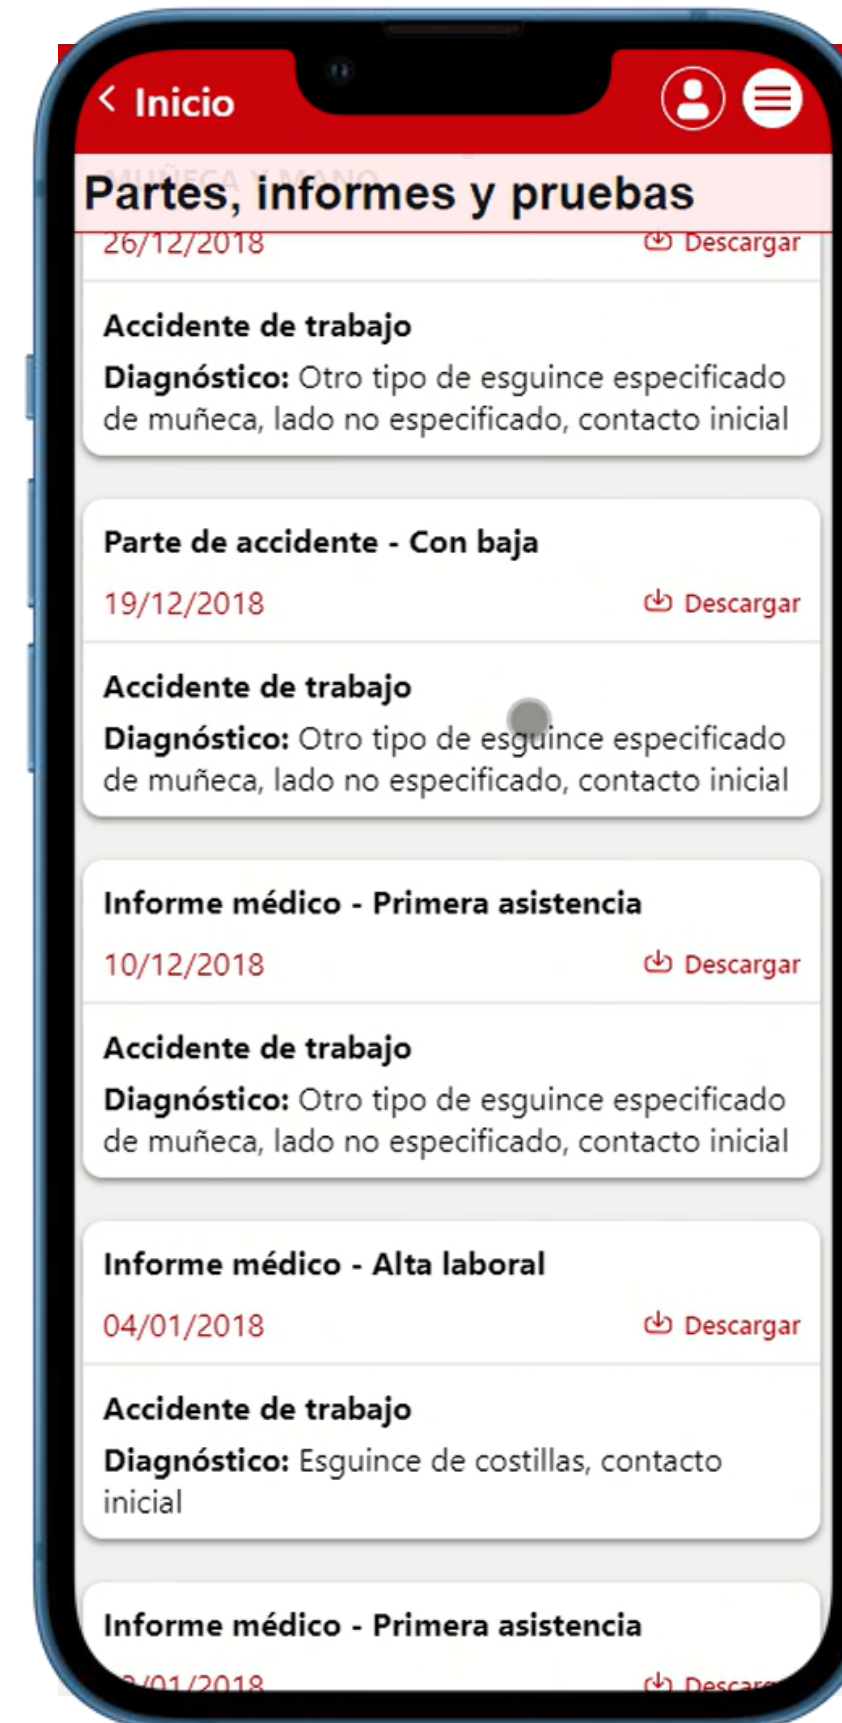 Inicio
MUÑECA Y MANO
Partes, informes y pruebas
26/12/2018 Descargar
Accidente de trabajo
Diagnóstico: Otro tipo de esguince especificado
de muñeca, lado no especificado, contacto inicial
Parte de accidente - Con baja
19/12/2018 Descargar
Accidente de trabajo
Diagnóstico: Otro tipo de esguince especificado
de muñeca, lado no especificado, contacto inicial
Informe médico - Primera asistencia
10/12/2018 Descargar
Accidente de trabajo
Diagnóstico: Otro tipo de esguince especificado
de muñeca, lado no especificado, contacto inicial
Informe médico - Alta laboral
04/01/2018 Descargar
Accidente de trabajo
Diagnóstico: Esguince de costillas, contacto
inicial
Informe médico - Primera asistencia
Descargar